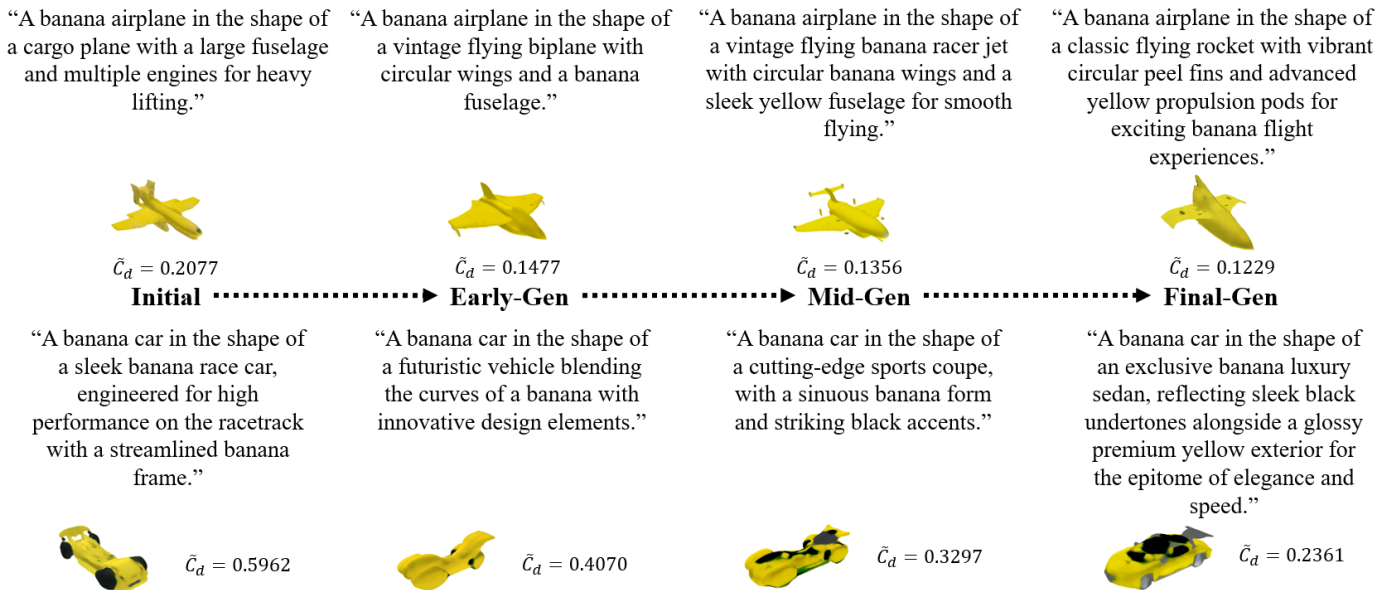 “A banana airplane in the shape of
a cargo plane with a large fuselage
and multiple engines for heavy
lifting.”
“A banana airplane in the shape of
a vintage flying biplane with
circular wings and a banana
fuselage.”
“A banana airplane in the shape of
a vintage flying banana racer jet
with circular banana wings and a
sleek yellow fuselage for smooth
flying.”
“A banana airplane in the shape of
a classic flying rocket with vibrant
circular peel fins and advanced
yellow propulsion pods for
exciting banana flight
experiences.”
C̃d = 0.2077
C̃d = 0.1477
C̃d = 0.1356
C̃d = 0.1229
Initial
Early-Gen
Mid-Gen
Final-Gen
“A banana car in the shape of
a sleek banana race car,
engineered for high
performance on the racetrack
with a streamlined banana
frame.”
“A banana car in the shape of
a futuristic vehicle blending
the curves of a banana with
innovative design elements.”
“A banana car in the shape of
a cutting-edge sports coupe,
with a sinuous banana form
and striking black accents.”
“A banana car in the shape of
an exclusive banana luxury
sedan, reflecting sleek black
undertones alongside a glossy
premium yellow exterior for
the epitome of elegance and
speed.”
C̃d = 0.5962
C̃d = 0.4070
C̃d = 0.3297
C̃d = 0.2361